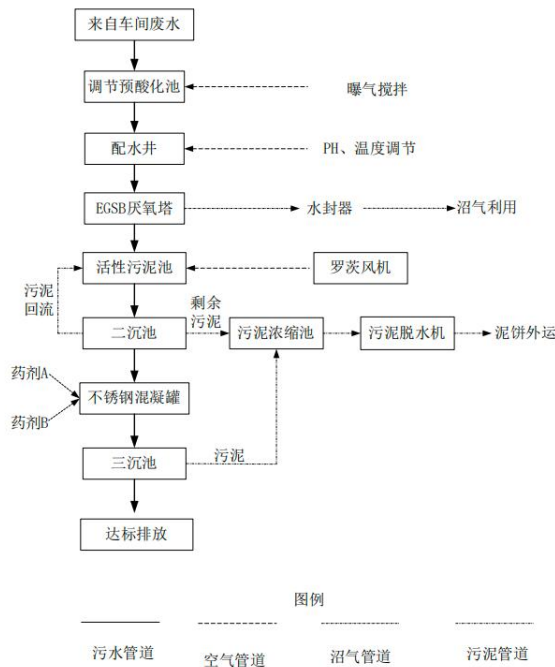 来自车间废水
调节预酸化池
曝气搅拌
配水井
PH、温度调节
EGSB厌氧塔
水封器
沼气利用
活性污泥池
罗茨风机
污泥
回流
剩余
污泥
二沉池
污泥浓缩池
污泥脱水机
泥饼外运
药剂A
不锈钢混凝罐
药剂B
三沉池
污泥
达标排放
图例
污水管道
空气管道
沼气管道
污泥管道